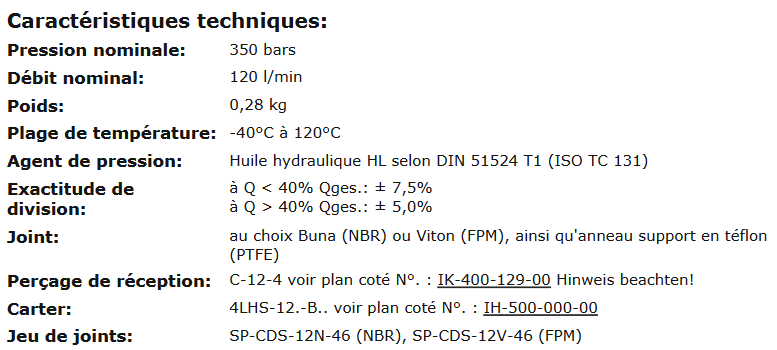 Caractéristiques techniques:
Pression nominale: 350 bars
Débit nominal: 120 l/min
Poids: 0,28 kg
Plage de température: -40°C à 120°C
Agent de pression: Huile hydraulique HL selon DIN 51524 T1 (ISO TC 131)
Exactitude de à Q < 40% Qges.: ± 7,5%
division: à Q > 40% Qges.: ± 5,0%
Joint: au choix Buna (NBR) ou Viton (FPM), ainsi qu'anneau support en téflon
(PTFE)
Perçage de réception: C-12-4 voir plan coté N°. : IK-400-129-00 Hinweis beachten!
Carter: 4LHS-12.-B.. voir plan coté N°. : IH-500-000-00
Jeu de joints: SP-CDS-12N-46 (NBR), SP-CDS-12V-46 (FPM)